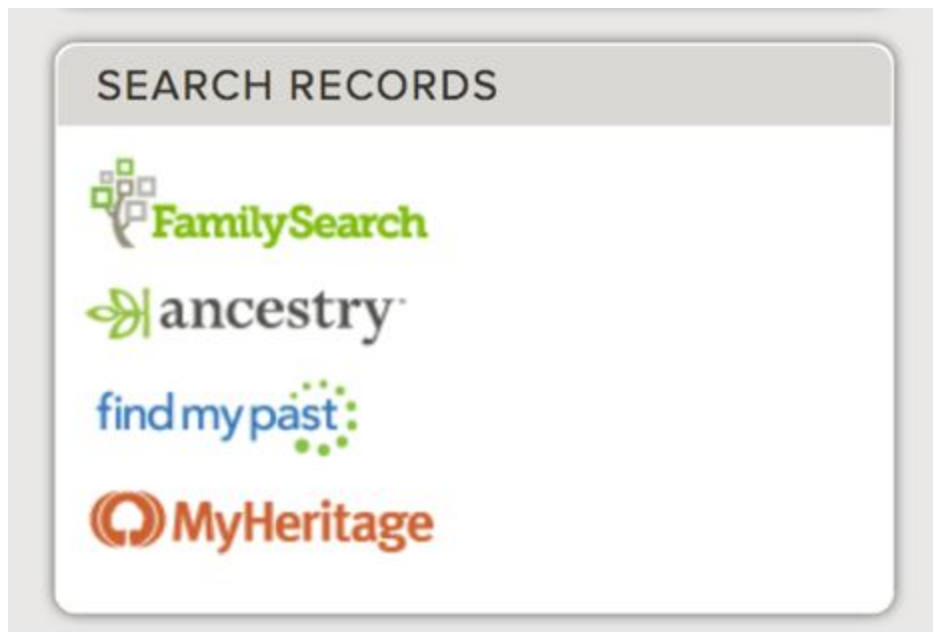 SEARCH RECORDS
FamilySearch
ancestry
find my past
MyHeritage